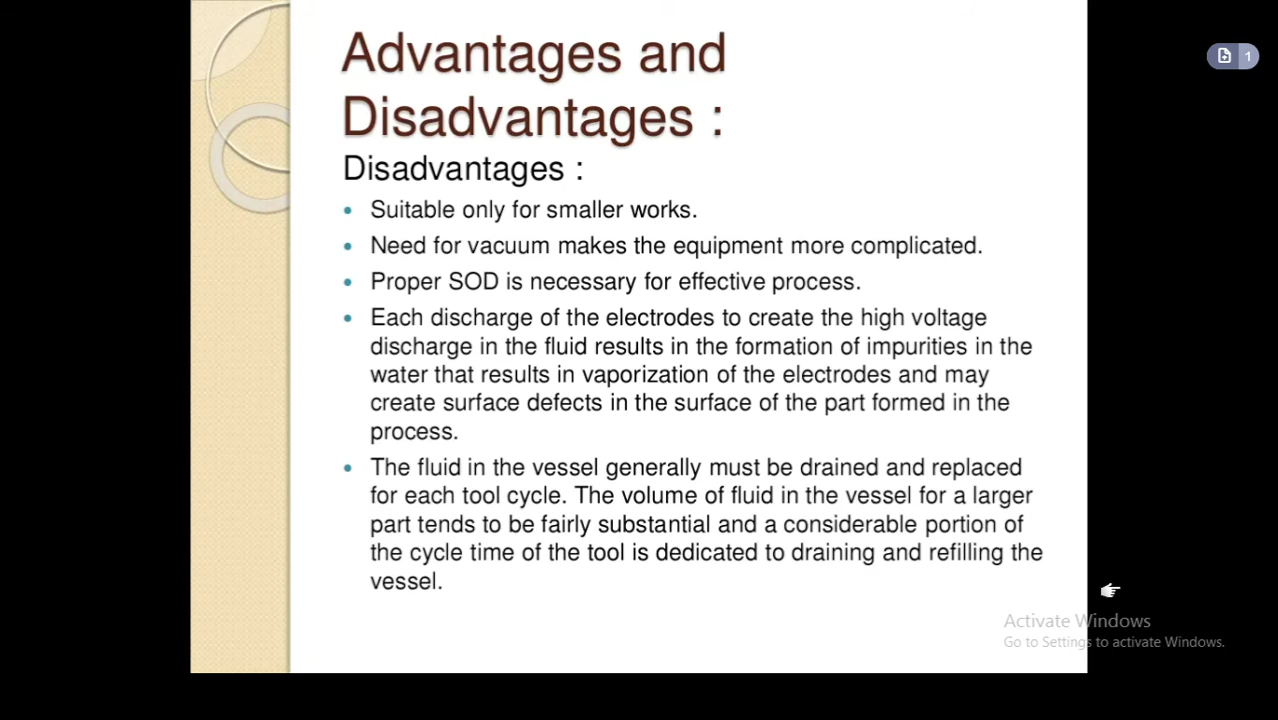 Advantages and
Disadvantages :
Disadvantages :
• Suitable only for smaller works.
• Need for vacuum makes the equipment more complicated.
• Proper SOD is necessary for effective process.
• Each discharge of the electrodes to create the high voltage
discharge in the fluid results in the formation of impurities in the
water that results in vaporization of the electrodes and may
create surface defects in the surface of the part formed in the
process.
• The fluid in the vessel generally must be drained and replaced
for each tool cycle. The volume of fluid in the vessel for a larger
part tends to be fairly substantial and a considerable portion of
the cycle time of the tool is dedicated to draining and refilling the
vessel.
1
Activate Windows
Go to Settings to activate Windows.